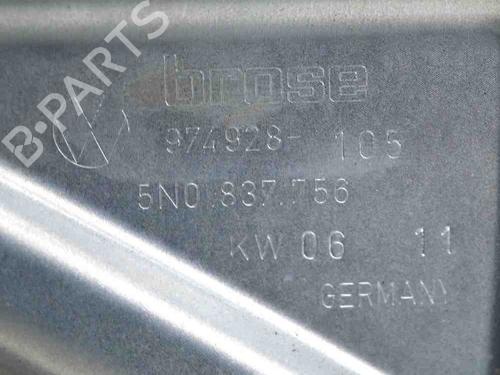 B-PARTS
brose
974928- 105
5N0 837.756
KW 06 11
GERMANY